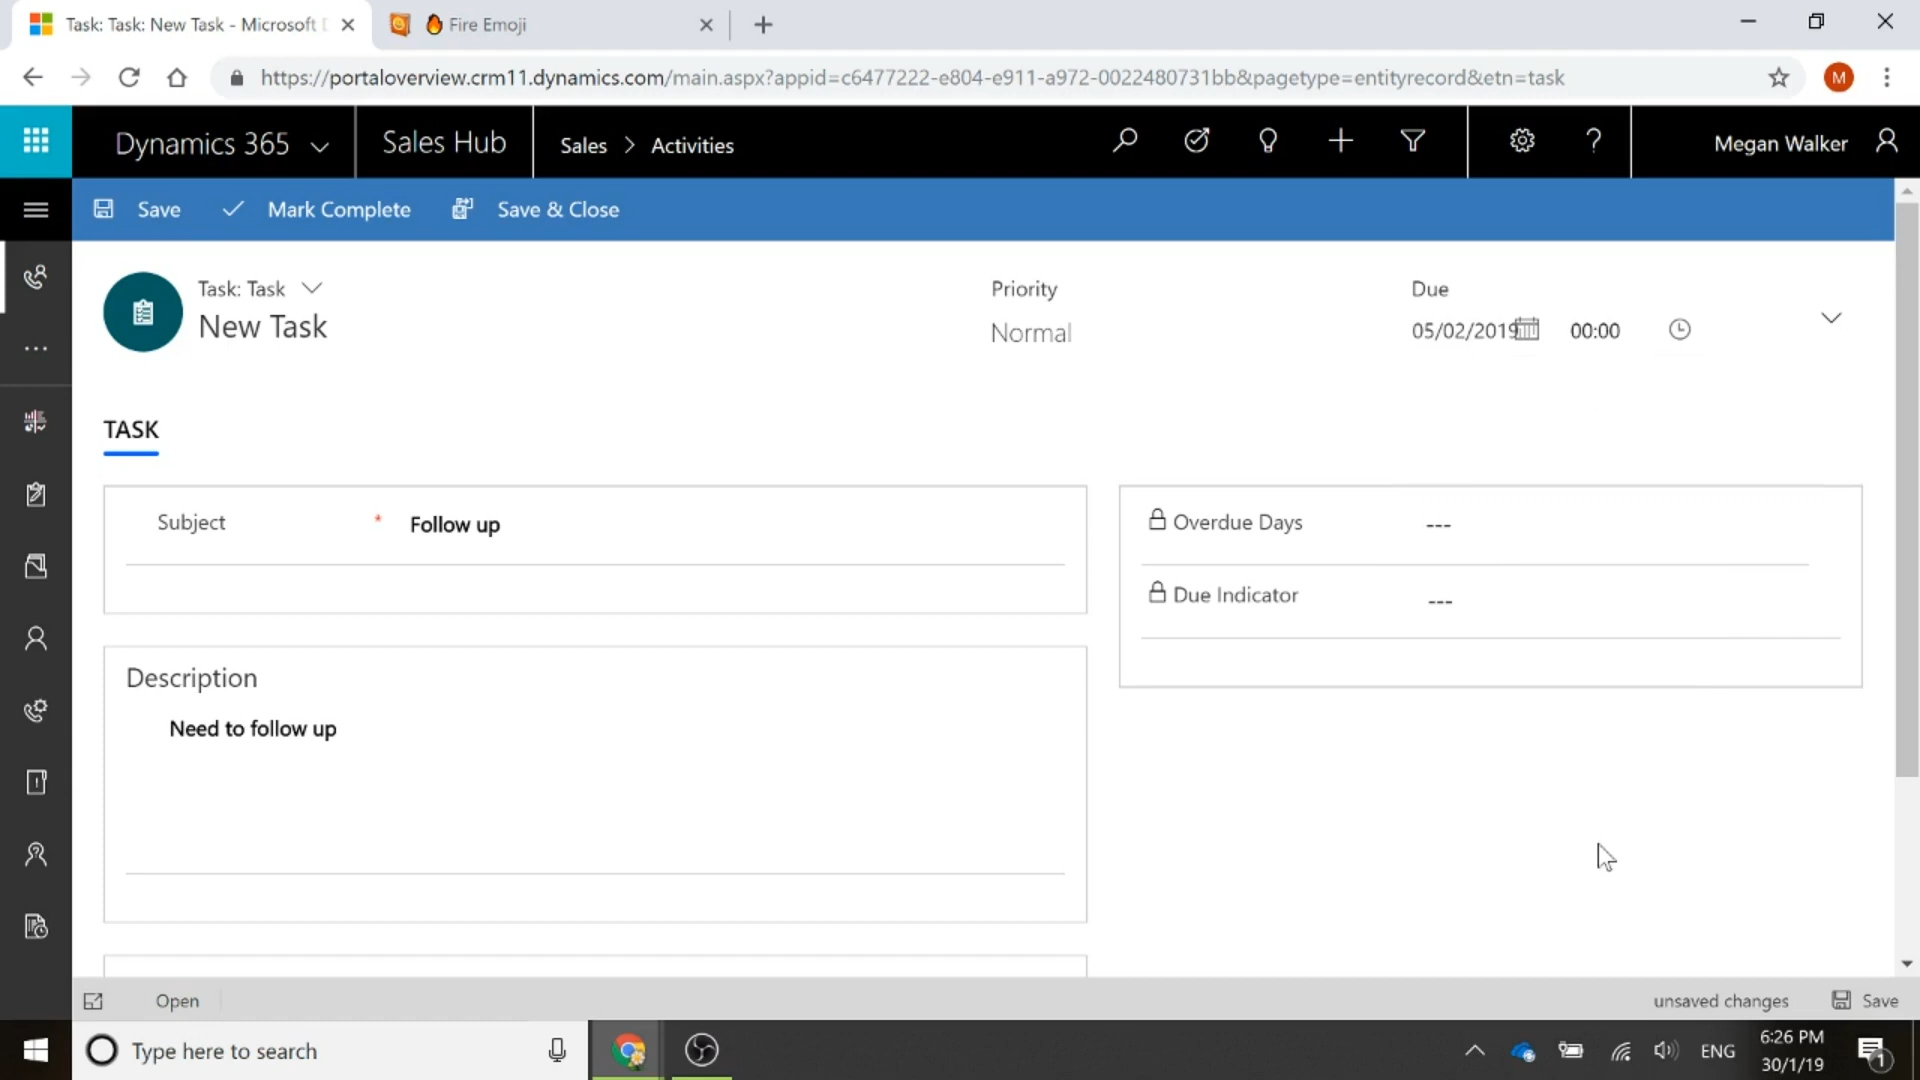 Task: Task: New Task - Microsoft D
Fire Emoji
https://portaloverview.crm11.dynamics.com/main.aspx?appid=c6477222-e804-e911-a972-0022480731bb&pagetype=entityrecord&etn=task
M
Dynamics 365
Sales Hub
Sales > Activities
Megan Walker
Save
Mark Complete
Save & Close
Task: Task
New Task
Priority
Normal
Due
05/02/2019
00:00
TASK
Subject
*
Follow up
Overdue Days
---
Due Indicator
---
Description
Need to follow up
Open
unsaved changes
Save
Type here to search
ENG
6:26 PM
30/1/19
1